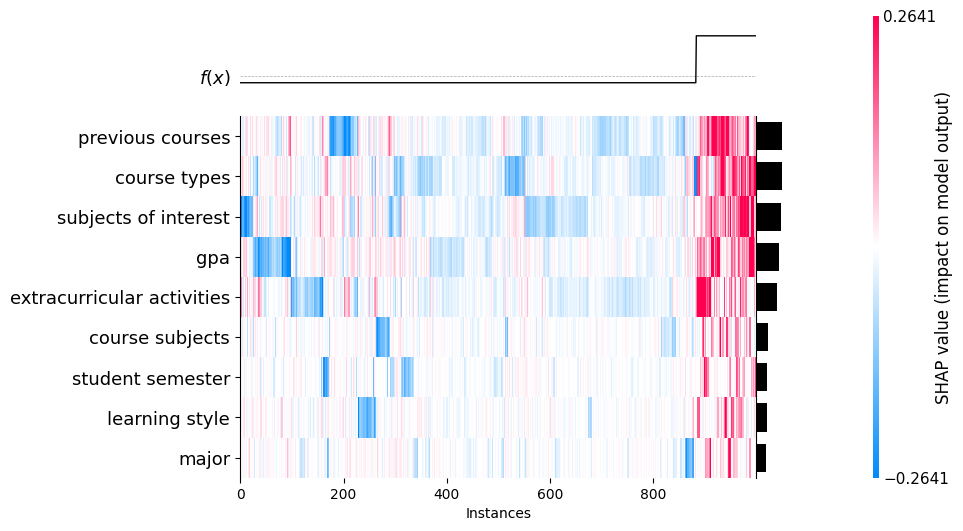 0.2641
f(x)
previous courses
course types
subjects of interest
gpa
extracurricular activities
course subjects
student semester
learning style
major
0 200 400 600 800
Instances
SHAP value (impact on model output)
−0.2641